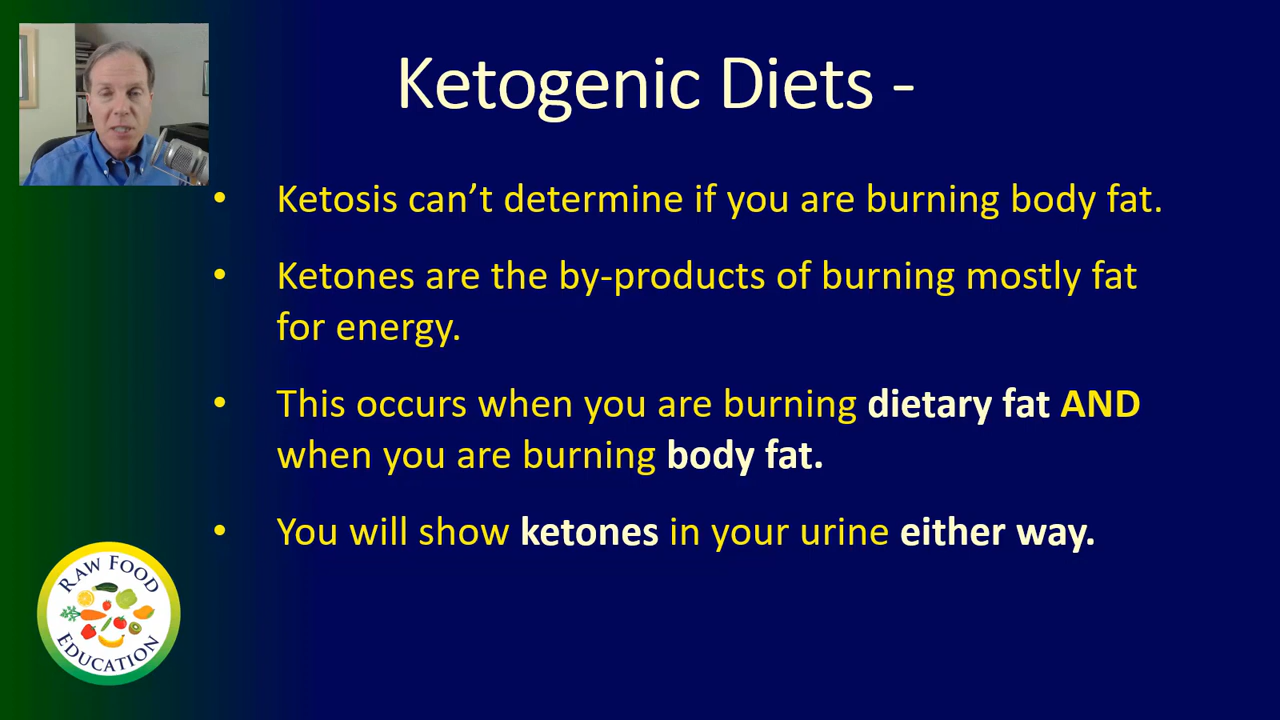 Ketogenic Diets -
• Ketosis can't determine if you are burning body fat.
• Ketones are the by-products of burning mostly fat
for energy.
• This occurs when you are burning dietary fat AND
when you are burning body fat.
• You will show ketones in your urine either way.
RAW FOOD
EDUCATION